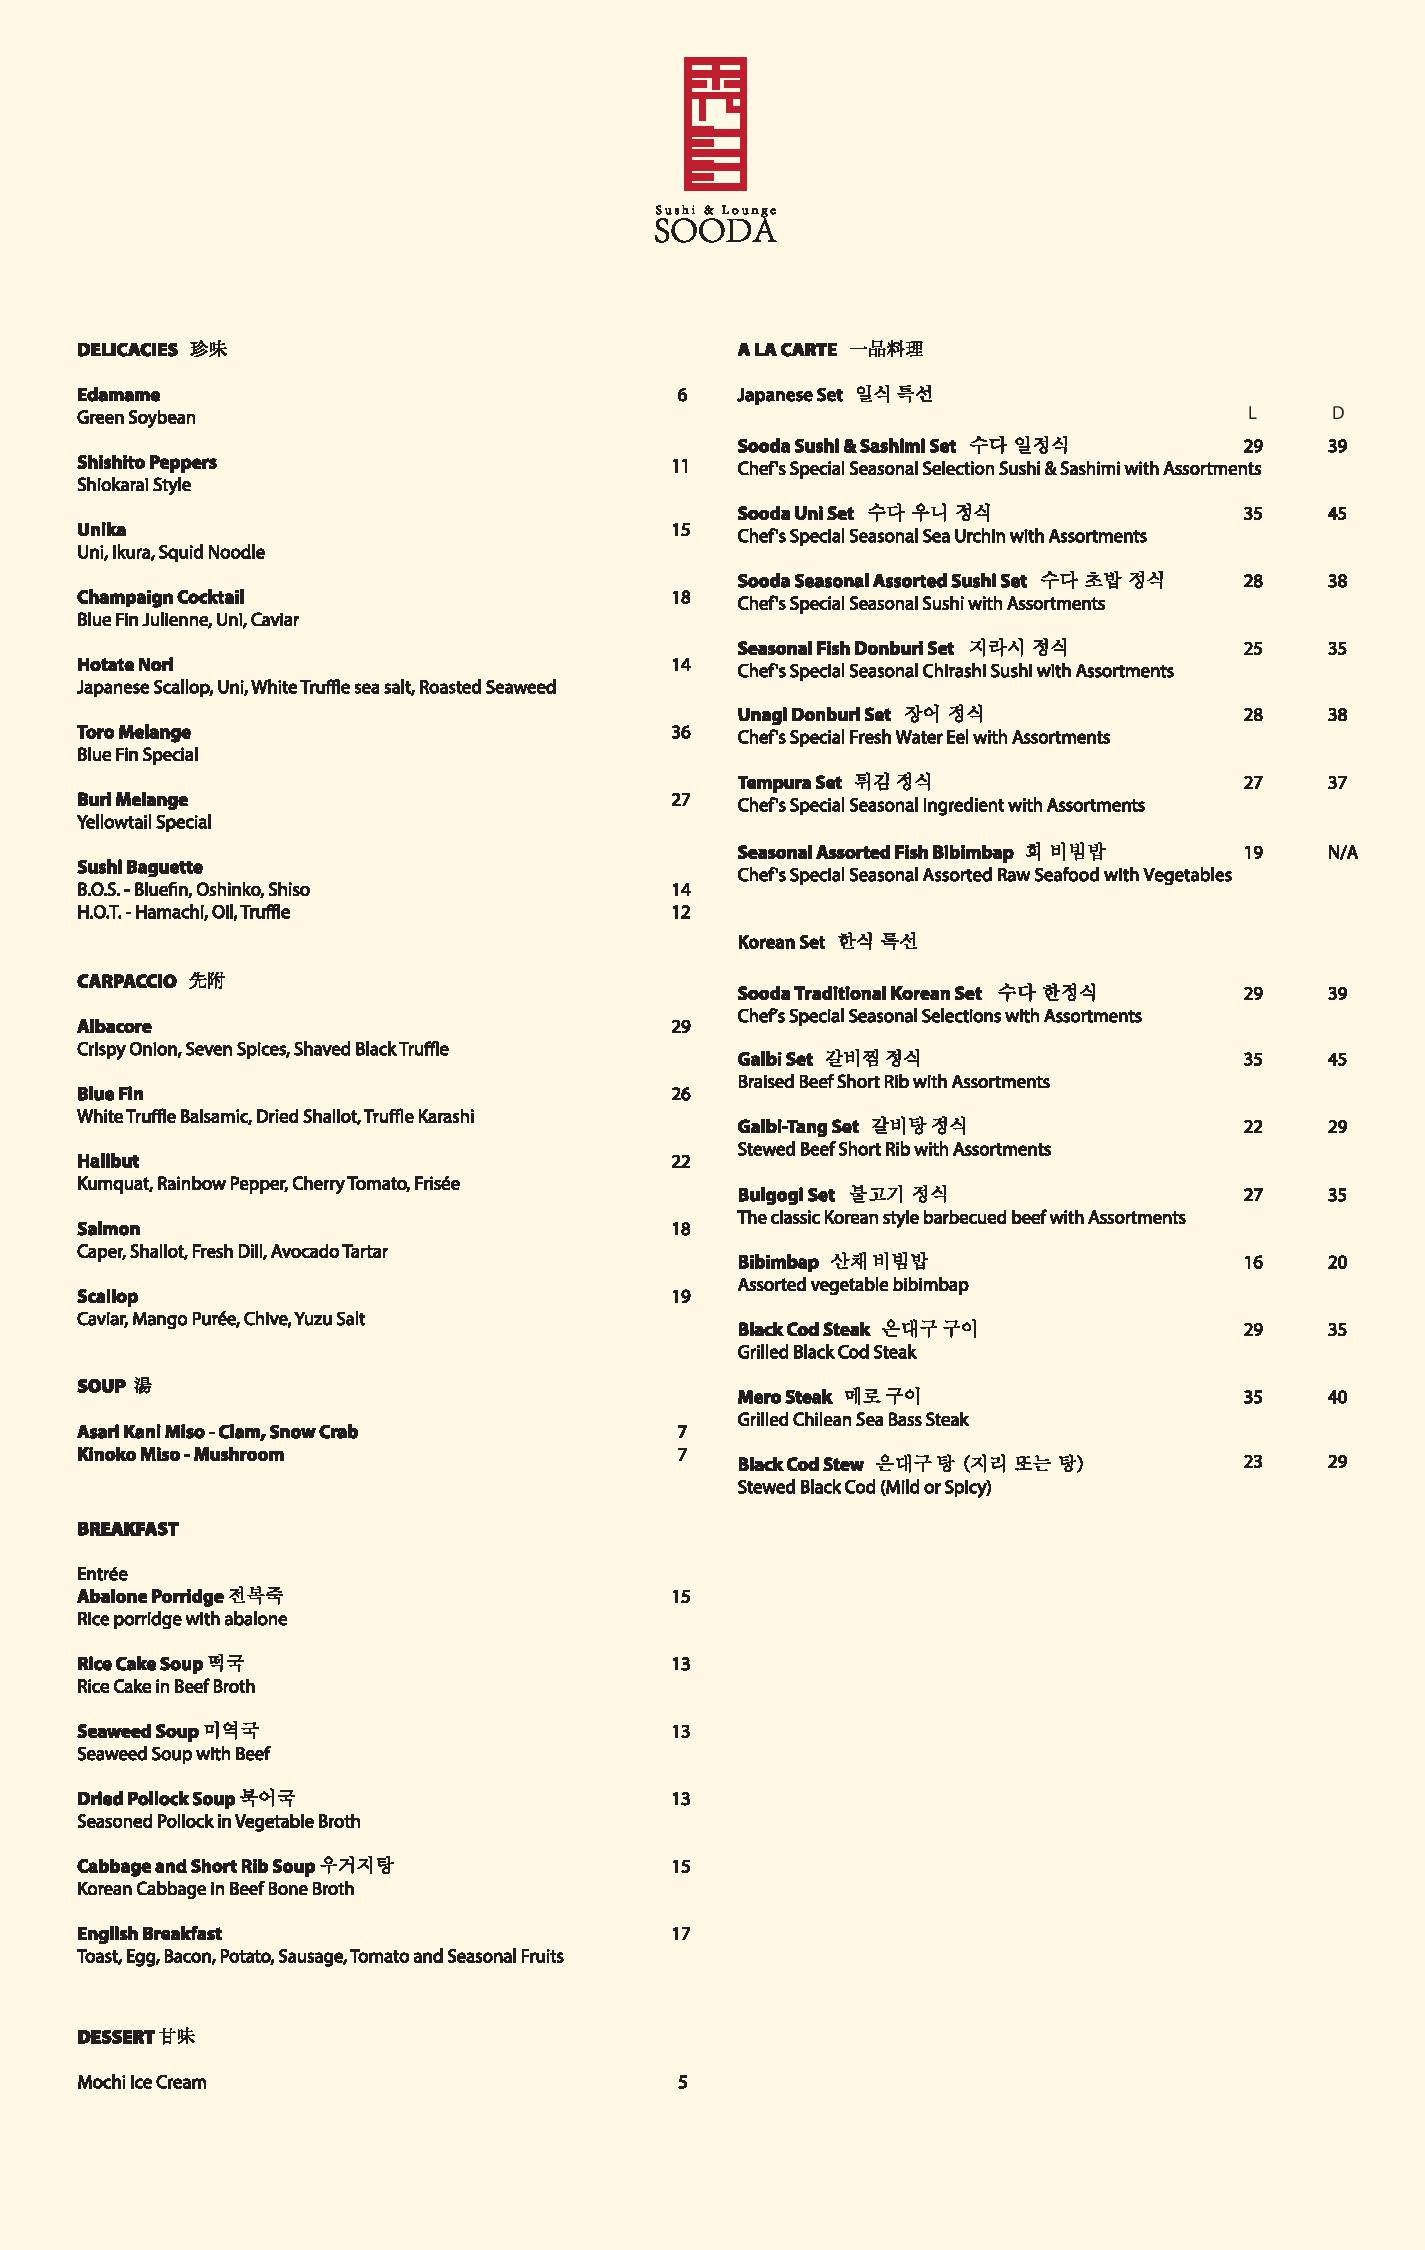 Sushi & Lounge
SOODA
DELICACIES 珍味
Edamame 6
Green Soybean
Shishito Peppers 11
Shiokarai Style
Unika 15
Uni, Ikura, Squid Noodle
Champaign Cocktail 18
Blue Fin Julienne, Uni, Caviar
Hotate Nori 14
Japanese Scallop, Uni, White Truffle sea salt, Roasted Seaweed
Toro Melange 36
Blue Fin Special
Buri Melange 27
Yellowtail Special
Sushi Baguette
B.O.S. - Bluefin, Oshinko, Shiso 14
H.O.T. - Hamachi, Oil, Truffle 12
CARPACCIO 先附
Albacore 29
Crispy Onion, Seven Spices, Shaved Black Truffle
Blue Fin 26
White Truffle Balsamic, Dried Shallot, Truffle Karashi
Halibut 22
Kumquat, Rainbow Pepper, Cherry Tomato, Frisée
Salmon 18
Caper, Shallot, Fresh Dill, Avocado Tartar
Scallop 19
Caviar, Mango Purée, Chive, Yuzu Salt
SOUP 湯
Asari Kani Miso - Clam, Snow Crab 7
Kinoko Miso - Mushroom 7
BREAKFAST
Entrée
Abalone Porridge 전복죽 15
Rice porridge with abalone
Rice Cake Soup 떡국 13
Rice Cake in Beef Broth
Seaweed Soup 미역국 13
Seaweed Soup with Beef
Dried Pollock Soup 북어국 13
Seasoned Pollock in Vegetable Broth
Cabbage and Short Rib Soup 우거지탕 15
Korean Cabbage in Beef Bone Broth
English Breakfast 17
Toast, Egg, Bacon, Potato, Sausage, Tomato and Seasonal Fruits
DESSERT 甘味
Mochi Ice Cream 5
A LA CARTE 一品料理
Japanese Set 일식 특선
L D
Sooda Sushi & Sashimi Set 수다 일정식 29 39
Chef's Special Seasonal Selection Sushi & Sashimi with Assortments
Sooda Uni Set 수다 우니 정식 35 45
Chef's Special Seasonal Sea Urchin with Assortments
Sooda Seasonal Assorted Sushi Set 수다 초밥 정식 28 38
Chef's Special Seasonal Sushi with Assortments
Seasonal Fish Donburi Set 지라시 정식 25 35
Chef's Special Seasonal Chirashi Sushi with Assortments
Unagi Donburi Set 장어 정식 28 38
Chef's Special Fresh Water Eel with Assortments
Tempura Set 튀김 정식 27 37
Chef's Special Seasonal Ingredient with Assortments
Seasonal Assorted Fish Bibimbap 회 비빔밥 19 N/A
Chef's Special Seasonal Assorted Raw Seafood with Vegetables
Korean Set 한식 특선
Sooda Traditional Korean Set 수다 한정식 29 39
Chef's Special Seasonal Selections with Assortments
Galbi Set 갈비찜 정식 35 45
Braised Beef Short Rib with Assortments
Galbi-Tang Set 갈비탕 정식 22 29
Stewed Beef Short Rib with Assortments
Bulgogi Set 불고기 정식 27 35
The classic Korean style barbecued beef with Assortments
Bibimbap 산채 비빔밥 16 20
Assorted vegetable bibimbap
Black Cod Steak 은대구 구이 29 35
Grilled Black Cod Steak
Mero Steak 메로 구이 35 40
Grilled Chilean Sea Bass Steak
Black Cod Stew 은대구 탕 (지리 또는 탕) 23 29
Stewed Black Cod (Mild or Spicy)